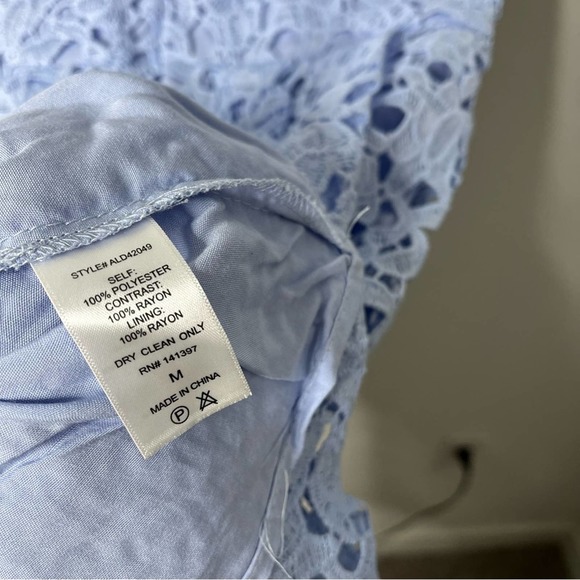 STYLE# ALD42049
SELF:
100% POLYESTER
CONTRAST:
100% RAYON
LINING:
100% RAYON
DRY CLEAN ONLY
RN# 141397
M
MADE IN CHINA
P